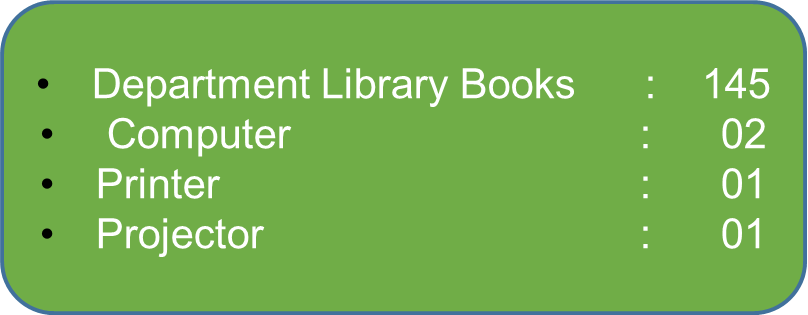 • Department Library Books : 145
• Computer : 02
• Printer : 01
• Projector : 01